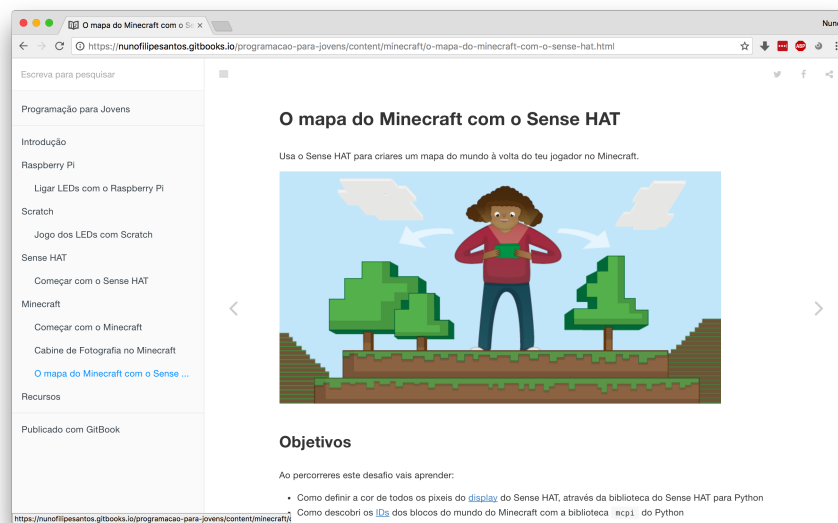 O mapa do Minecraft com o Se
Nuno
https://nunofilipesantos.gitbooks.io/programacao-para-jovens/content/minecraft/o-mapa-do-minecraft-com-o-sense-hat.html
ABP
Escreva para pesquisar
Programação para Jovens
Introdução
Raspberry Pi
Ligar LEDs com o Raspberry Pi
Scratch
Jogo dos LEDs com Scratch
Sense HAT
Começar com o Sense HAT
Minecraft
Começar com o Minecraft
Cabine de Fotografia no Minecraft
O mapa do Minecraft com o Sense ...
Recursos
Publicado com GitBook
O mapa do Minecraft com o Sense HAT
Usa o Sense HAT para criares um mapa do mundo à volta do teu jogador no Minecraft.
Objetivos
Ao percorreres este desafio vais aprender:
• Como definir a cor de todos os pixeis do display do Sense HAT, através da biblioteca do Sense HAT para Python
• Como descobri os IDs dos blocos do mundo do Minecraft com a biblioteca mcpi do Python
https://nunofilipesantos.gitbooks.io/programacao-para-jovens/content/minecraft/